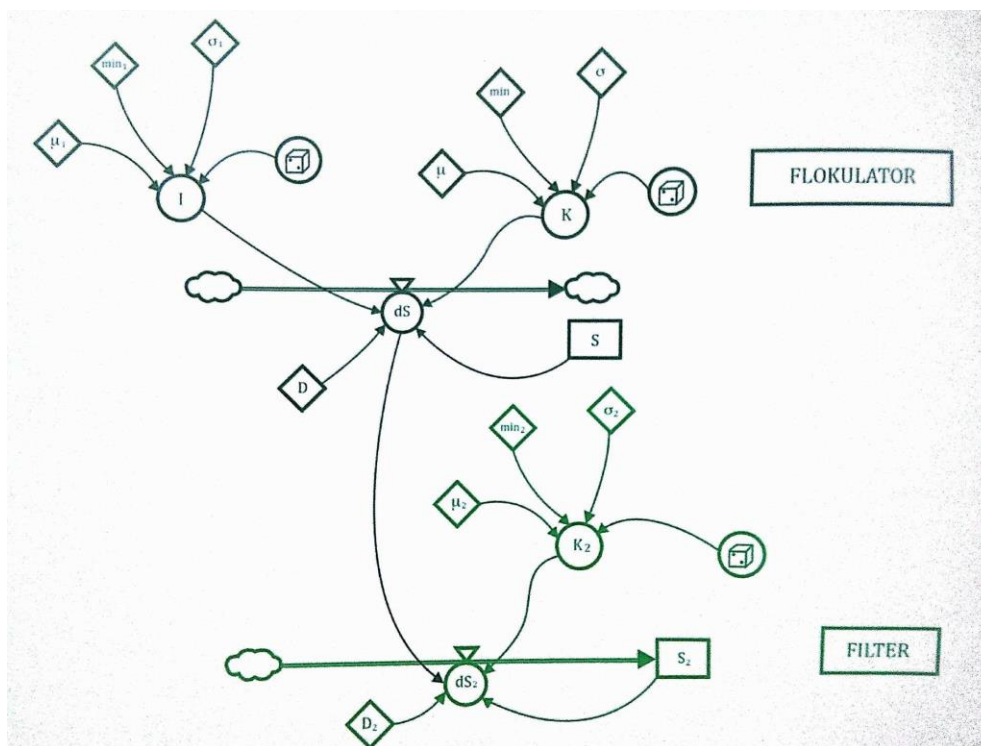 σ₁
min₁
μ₁
I
σ
min
μ
K
FLOKULATOR
dS
S
D
σ₂
min₂
μ₂
K₂
FILTER
S₂
dS₂
D₂